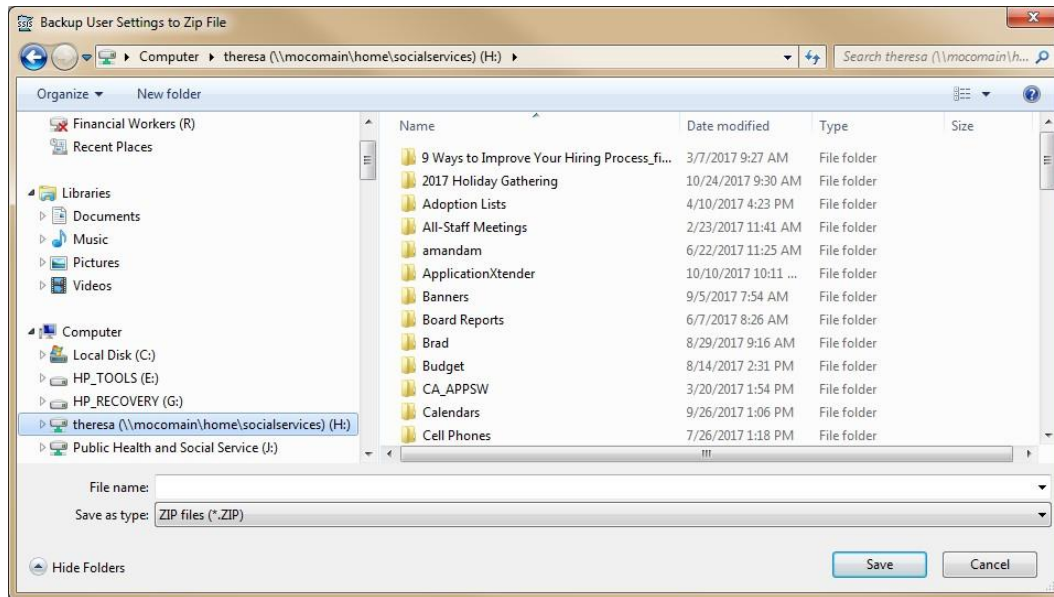 SSIS Backup User Settings to Zip File
Computer theresa (\\mocomain\home\socialservices) (H:)
Search theresa (\\mocomain\h...
Organize New folder
Financial Workers (R)
Recent Places
Libraries
Documents
Music
Pictures
Videos
Computer
Local Disk (C:)
HP_TOOLS (E:)
HP_RECOVERY (G:)
theresa (\\mocomain\home\socialservices) (H:)
Public Health and Social Service (J:)
Name Date modified Type Size
9 Ways to Improve Your Hiring Process_fi... 3/7/2017 9:27 AM File folder
2017 Holiday Gathering 10/24/2017 9:30 AM File folder
Adoption Lists 4/10/2017 4:23 PM File folder
All-Staff Meetings 2/23/2017 11:41 AM File folder
amandam 6/22/2017 11:25 AM File folder
ApplicationXtender 10/10/2017 10:11 ... File folder
Banners 9/5/2017 7:54 AM File folder
Board Reports 6/7/2017 8:26 AM File folder
Brad 8/29/2017 9:16 AM File folder
Budget 8/14/2017 2:31 PM File folder
CA_APPSW 3/20/2017 1:54 PM File folder
Calendars 9/26/2017 1:06 PM File folder
Cell Phones 7/26/2017 1:18 PM File folder
File name:
Save as type: ZIP files (*.ZIP)
Hide Folders
Save Cancel